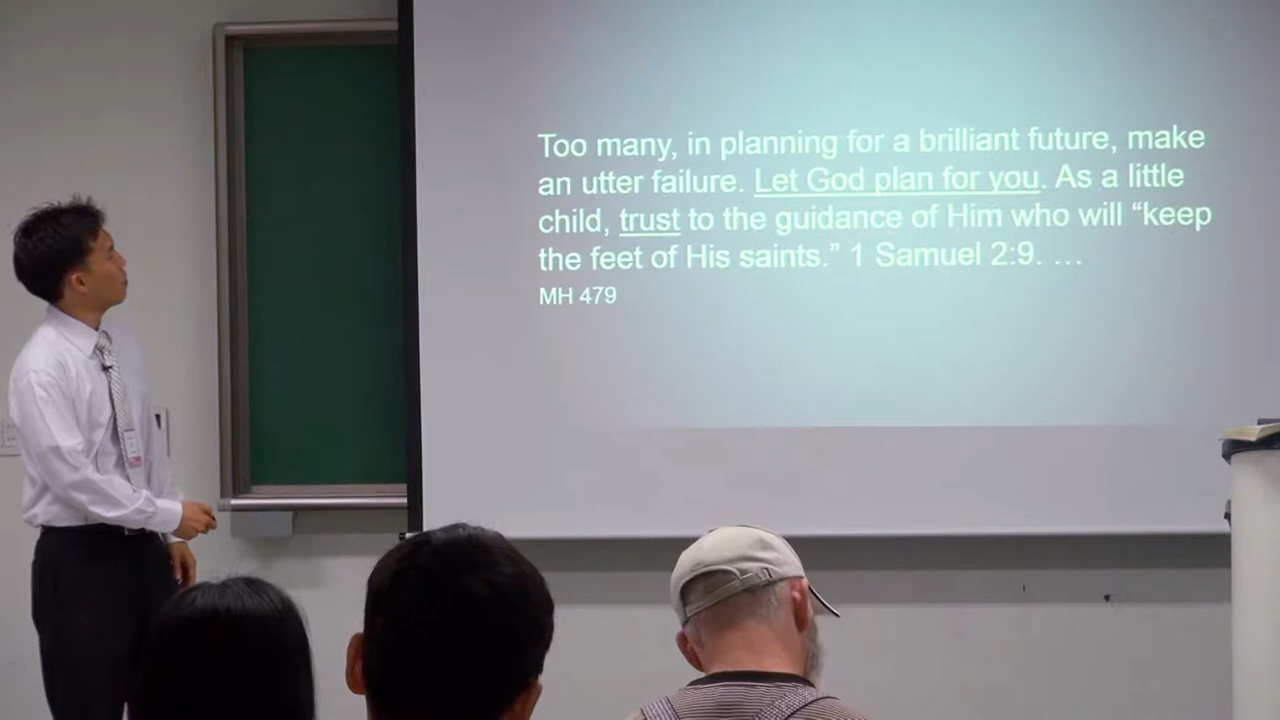 Too many, in planning for a brilliant future, make
an utter failure. Let God plan for you. As a little
child, trust to the guidance of Him who will “keep
the feet of His saints.” 1 Samuel 2:9. …
MH 479